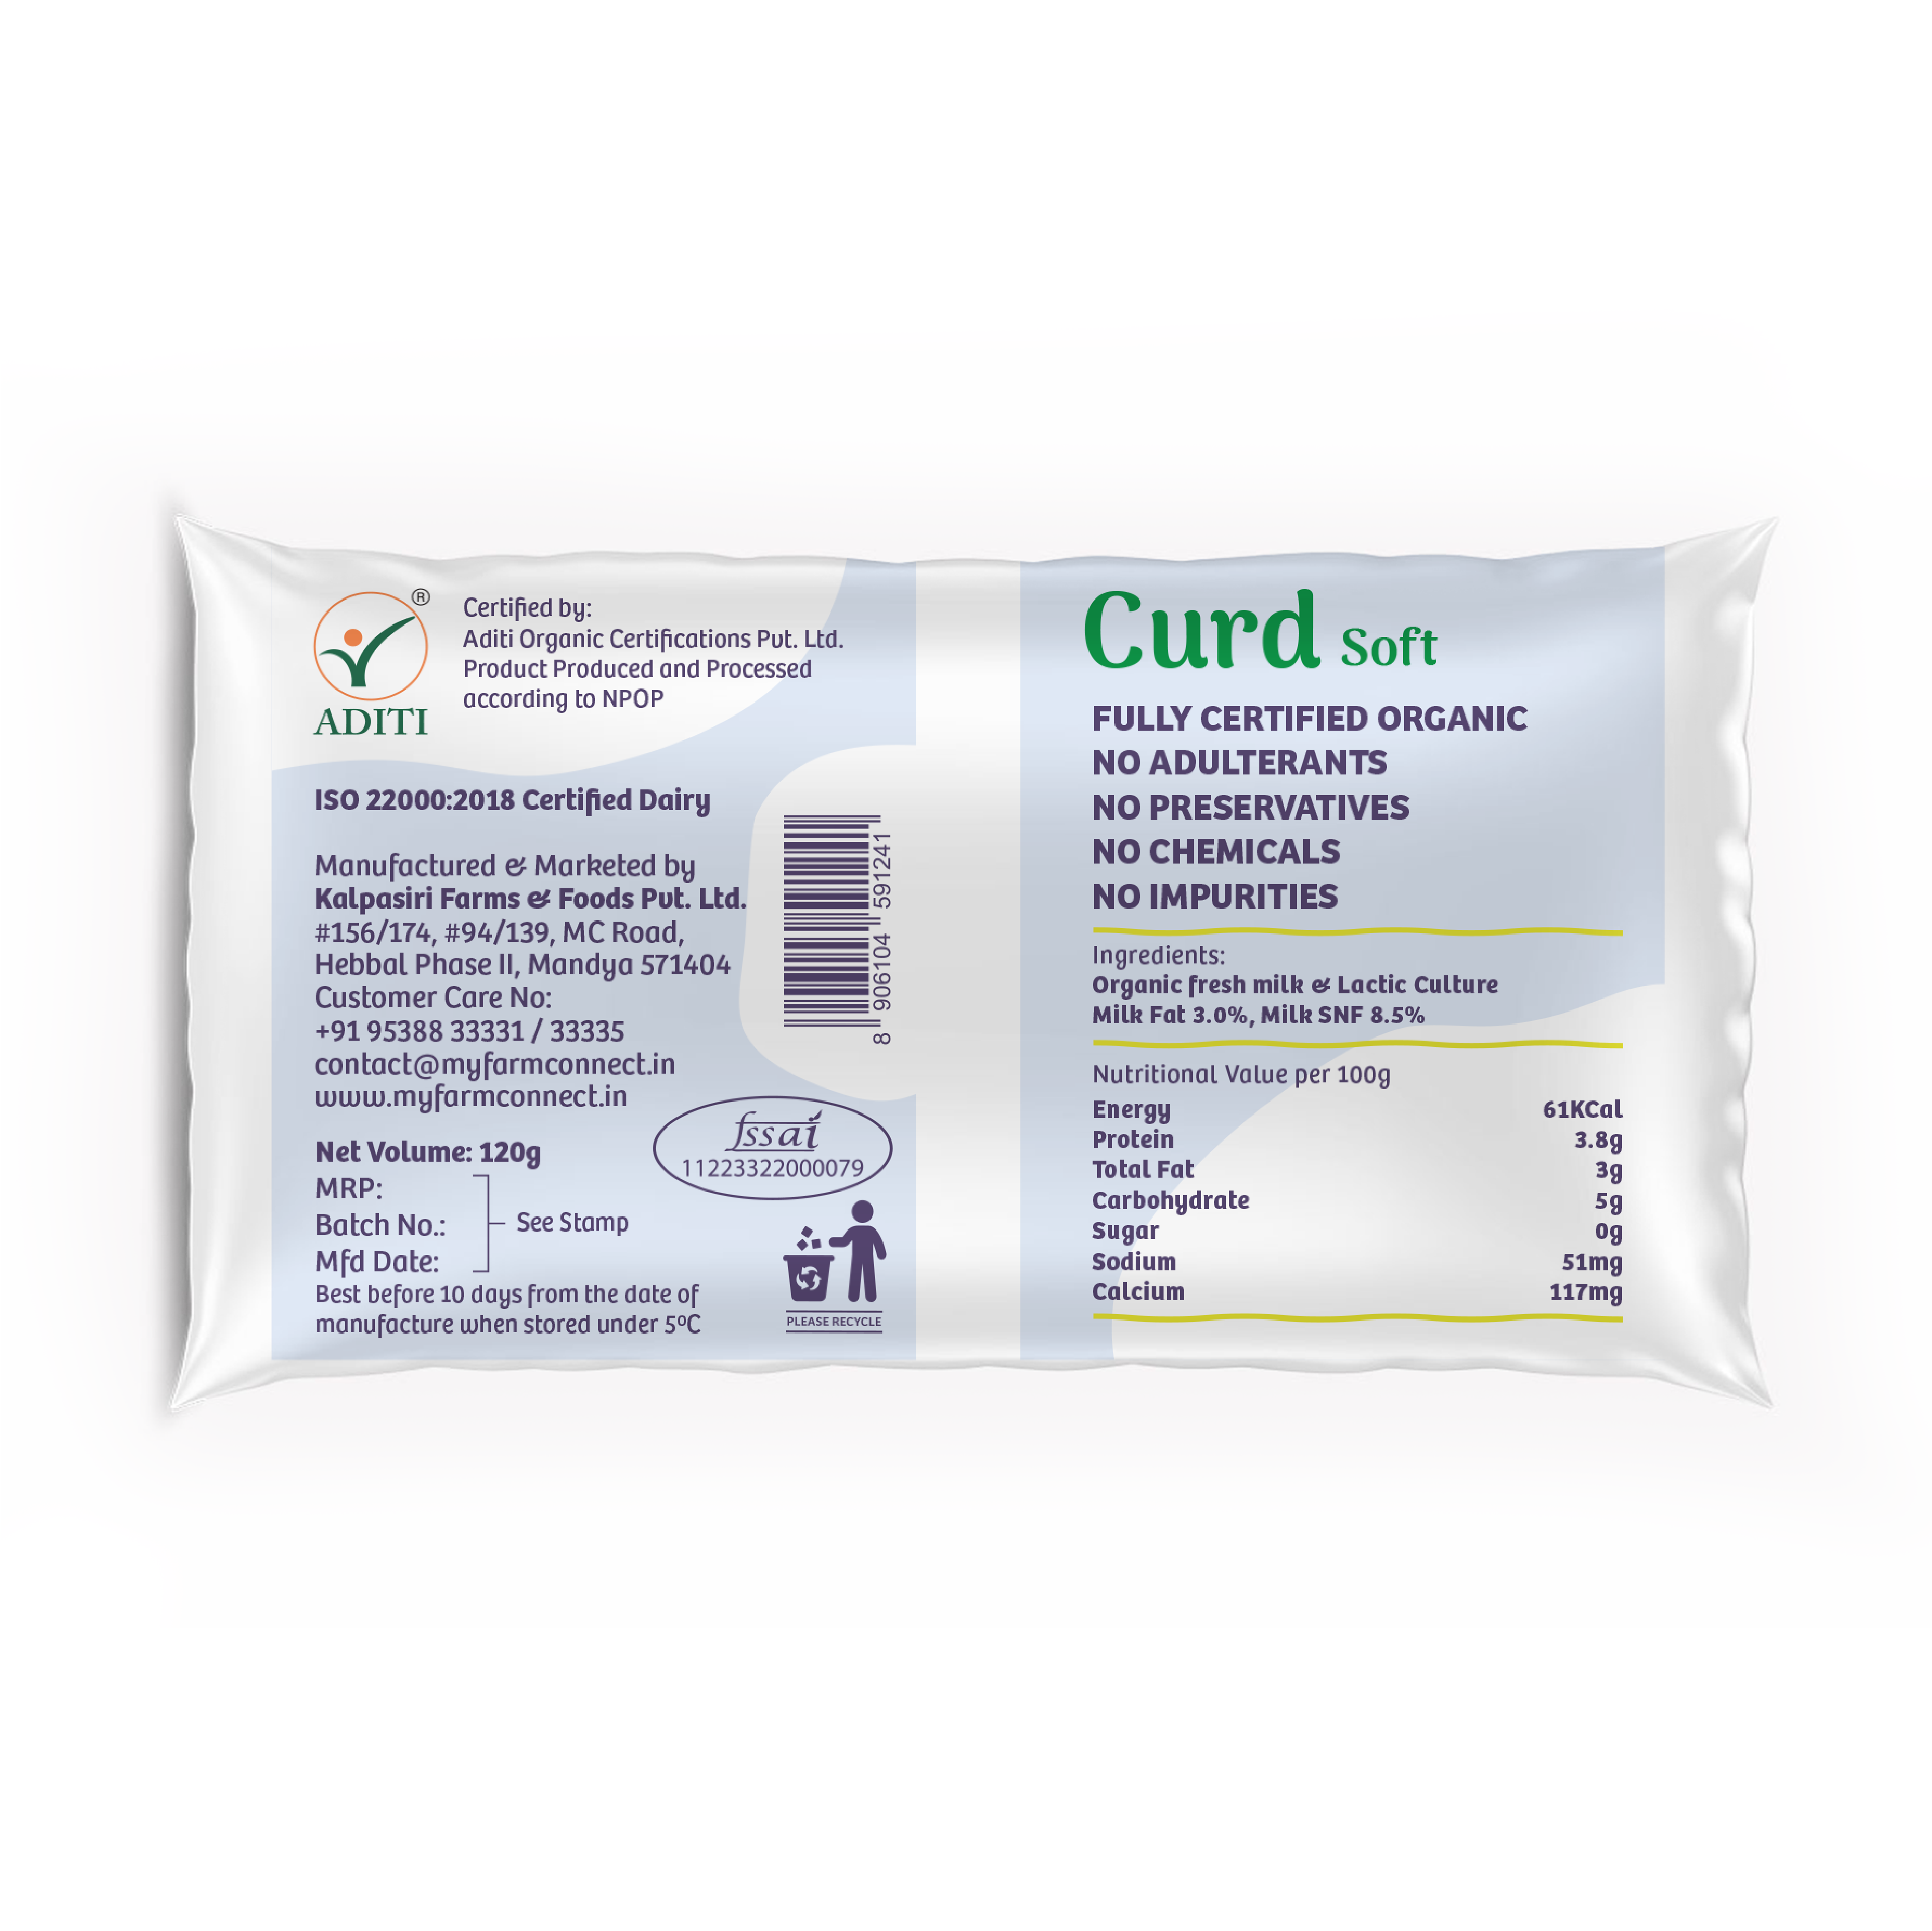 ®
ADITI
Certified by:
Aditi Organic Certifications Pvt. Ltd.
Product Produced and Processed
according to NPOP
ISO 22000:2018 Certified Dairy
Manufactured & Marketed by
Kalpasiri Farms & Foods Pvt. Ltd.
#156/174, #94/139, MC Road,
Hebbal Phase II, Mandya 571404
Customer Care No:
+91 95388 33331 / 33335
contact@myfarmconnect.in
www.myfarmconnect.in
Net Volume: 120g
MRP:
Batch No.:
Mfd Date:
See Stamp
Best before 10 days from the date of
manufacture when stored under 5ºC
8 906104 591241
fssai
11223322000079
PLEASE RECYCLE
Curd Soft
FULLY CERTIFIED ORGANIC
NO ADULTERANTS
NO PRESERVATIVES
NO CHEMICALS
NO IMPURITIES
Ingredients:
Organic fresh milk & Lactic Culture
Milk Fat 3.0%, Milk SNF 8.5%
Nutritional Value per 100g
Energy 61KCal
Protein 3.8g
Total Fat 3g
Carbohydrate 5g
Sugar 0g
Sodium 51mg
Calcium 117mg